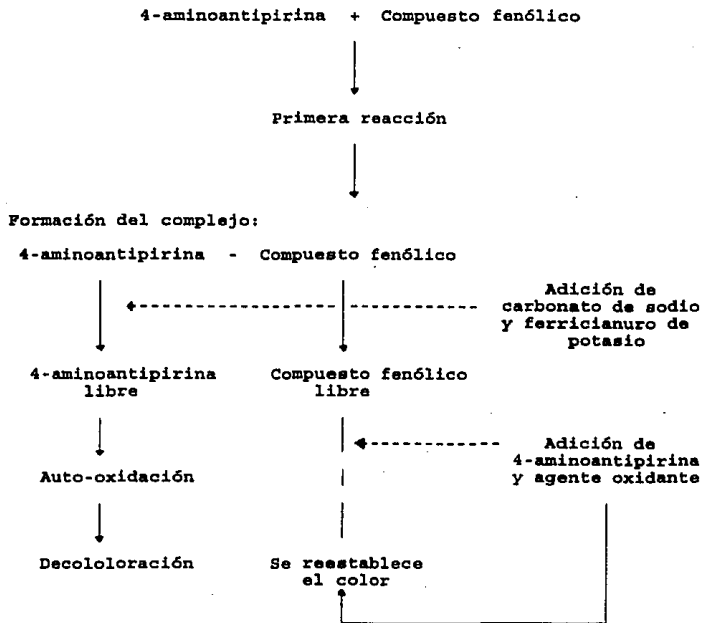 4-aminoantipirina + Compuesto fenólico
Primera reacción
Formación del complejo:
4-aminoantipirina - Compuesto fenólico
Adición de
carbonato de sodio
y ferricianuro de
potasio
4-aminoantipirina
libre
Compuesto fenólico
libre
Adición de
4-aminoantipirina
y agente oxidante
Auto-oxidación
Decololoración
Se reestablece
el color